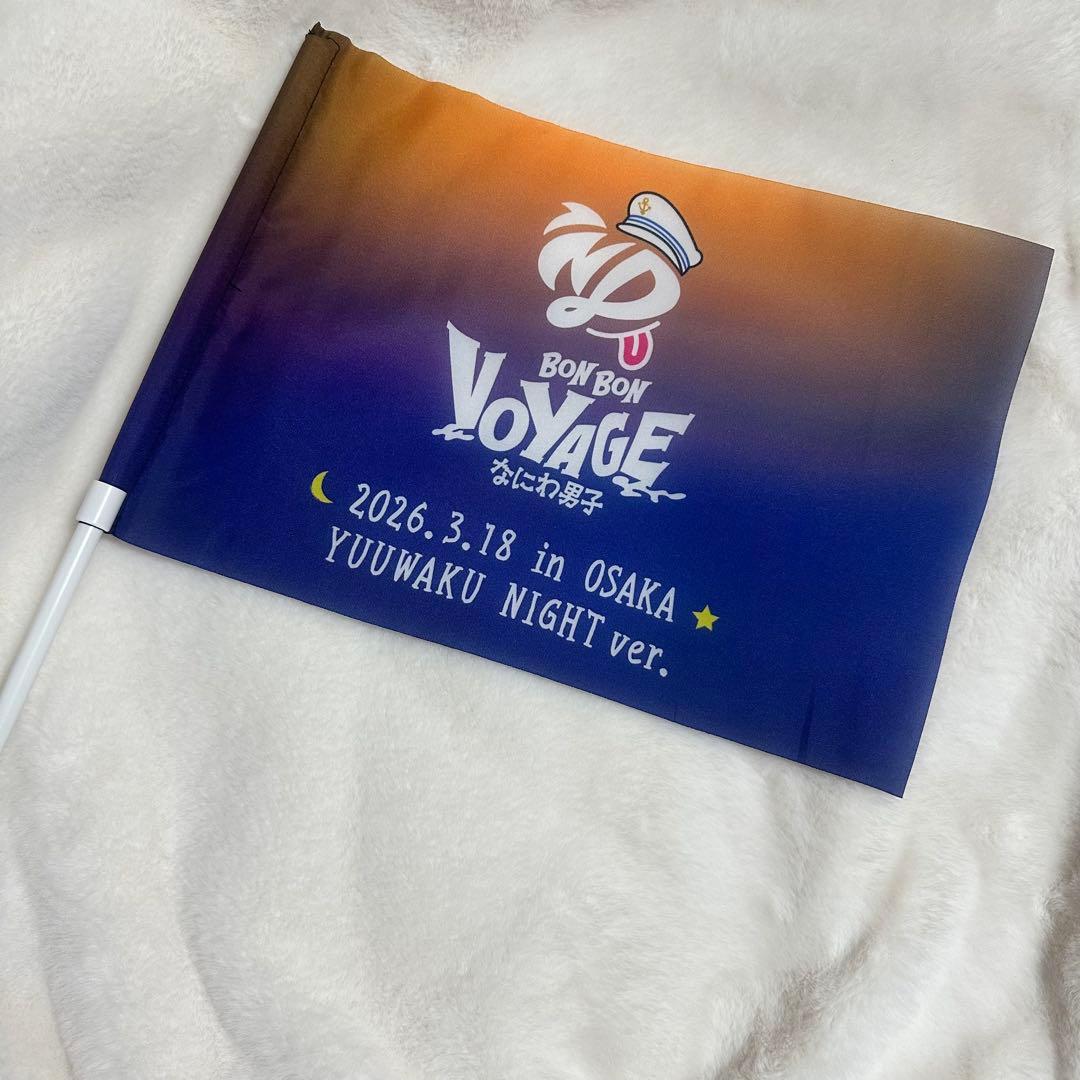 BON BON
VOYAGE
なにわ男子
2026.3.18 in OSAKA
YUUWAKU NIGHT ver.